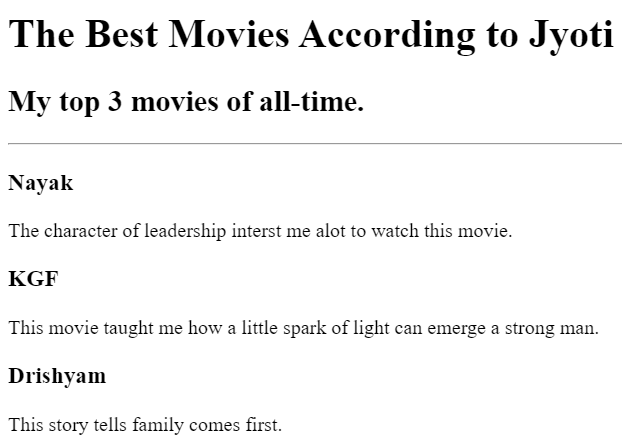 The Best Movies According to Jyoti
My top 3 movies of all-time.
Nayak
The character of leadership interst me alot to watch this movie.
KGF
This movie taught me how a little spark of light can emerge a strong man.
Drishyam
This story tells family comes first.